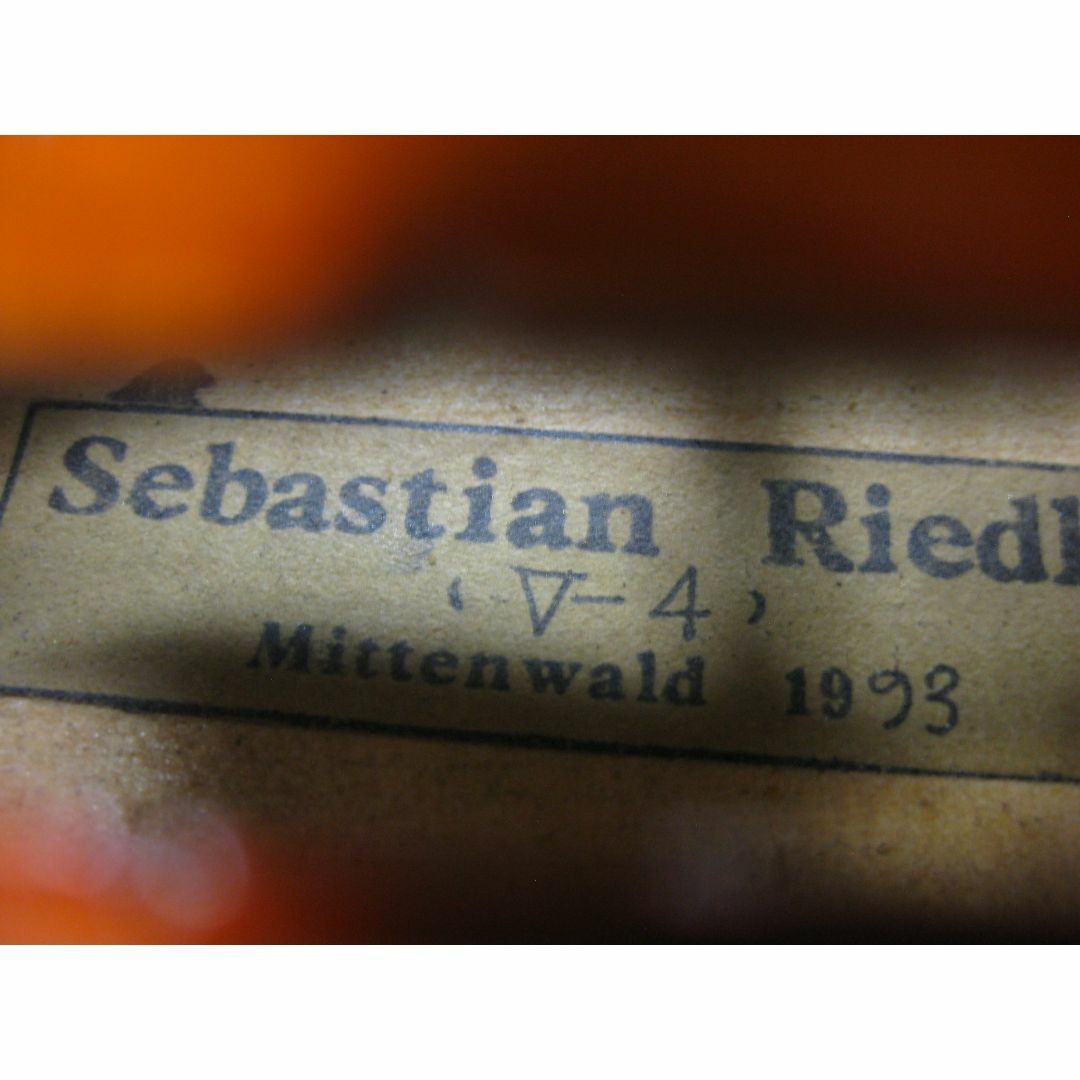 Sebastian Riedl
( V-4 )
Mittenwald 1993